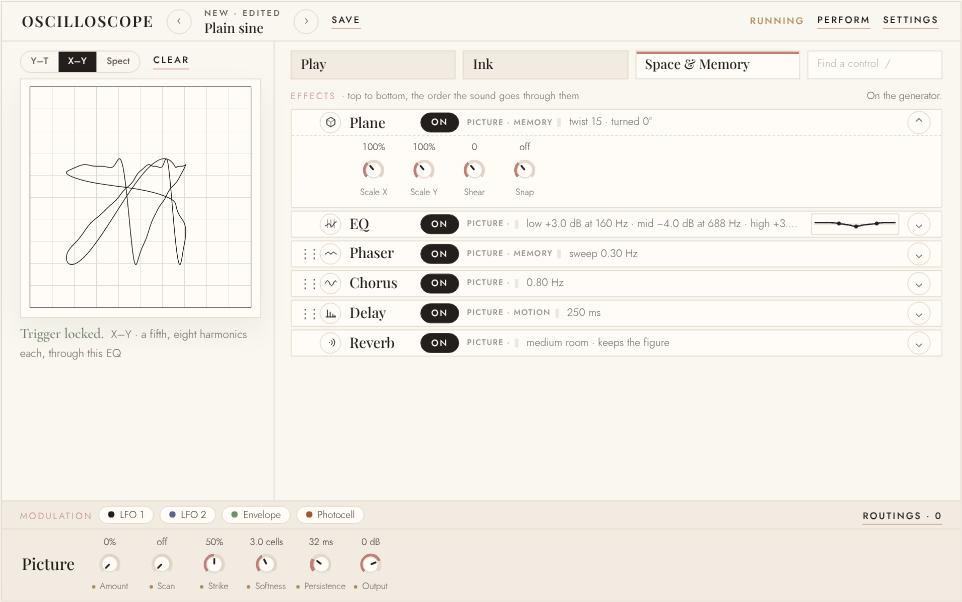 OSCILLOSCOPE
‹
NEW · EDITED
Plain sine
›
SAVE
RUNNING
PERFORM
SETTINGS
Y–T
X–Y
Spect
CLEAR
Play
Ink
Space & Memory
Find a control /
EFFECTS · top to bottom, the order the sound goes through them
On the generator.
Plane ON PICTURE · MEMORY twist 15 · turned 0°
100% 100% 0 off
Scale X Scale Y Shear Snap
EQ ON PICTURE · low +3.0 dB at 160 Hz · mid −4.0 dB at 688 Hz · high +3....
Phaser ON PICTURE · MEMORY sweep 0.30 Hz
Chorus ON PICTURE · 0.80 Hz
Delay ON PICTURE · MOTION 250 ms
Reverb ON PICTURE · medium room · keeps the figure
Trigger locked. X–Y · a fifth, eight harmonics
each, through this EQ
MODULATION LFO 1 LFO 2 Envelope Photocell
ROUTINGS · 0
0% off 50% 3.0 cells 32 ms 0 dB
Picture
Amount Scan Strike Softness Persistence Output